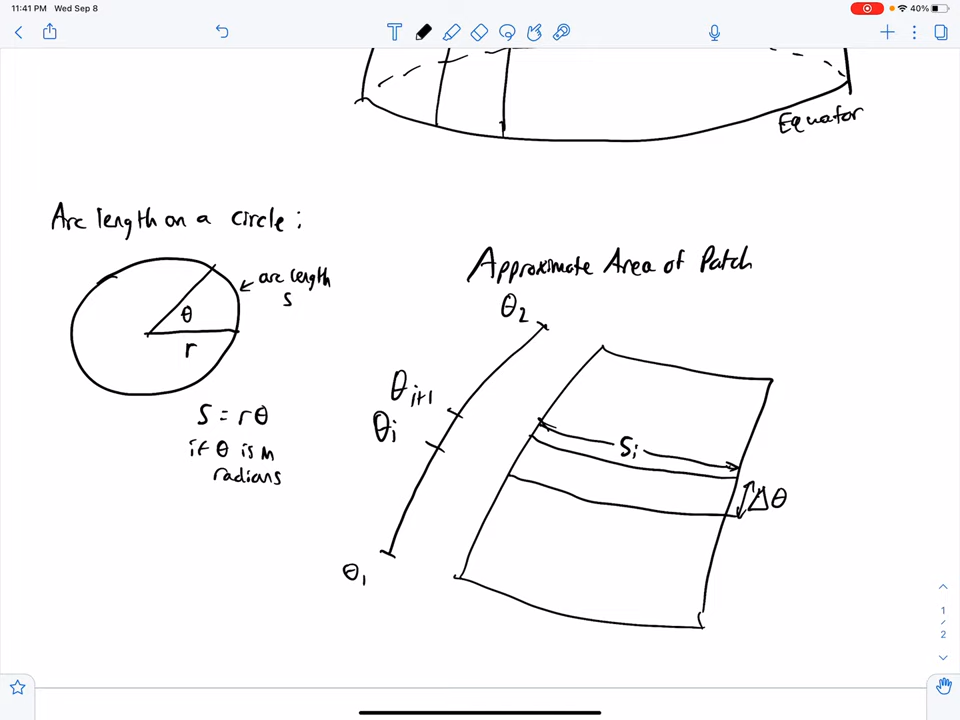 11:41 PM Wed Sep 8
40%
T
Equator
Arc length on a circle:
arc length
S
θ
r
S = rθ
if θ is in
radians
Approximate Area of Patch
θ2
θi+1
θi
Si
Δθ
θ1
1
/
2